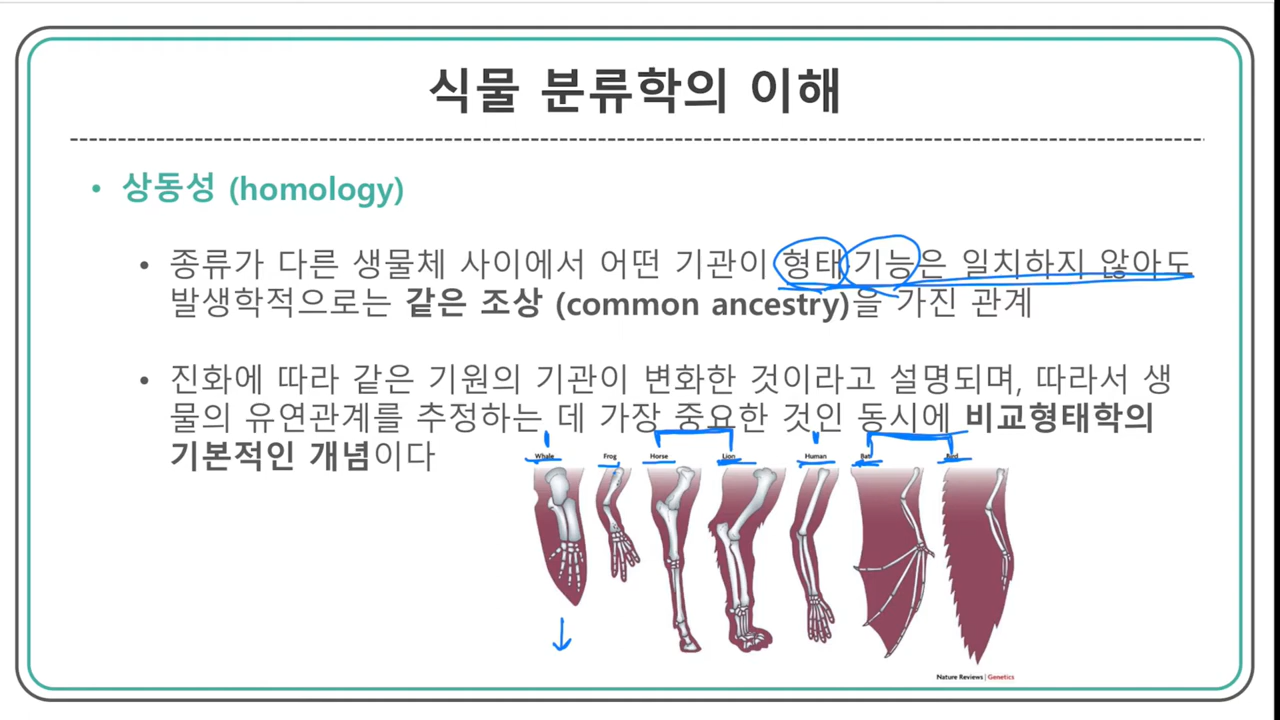 식물 분류학의 이해
• 상동성 (homology)
• 종류가 다른 생물체 사이에서 어떤 기관이 형태 기능은 일치하지 않아도
발생학적으로는 같은 조상 (common ancestry)을 가진 관계
• 진화에 따라 같은 기원의 기관이 변화한 것이라고 설명되며, 따라서 생
물의 유연관계를 추정하는 데 가장 중요한 것인 동시에 비교형태학의
기본적인 개념이다
Whale Frog Horse Lion Human Bat Bird
Nature Reviews | Genetics